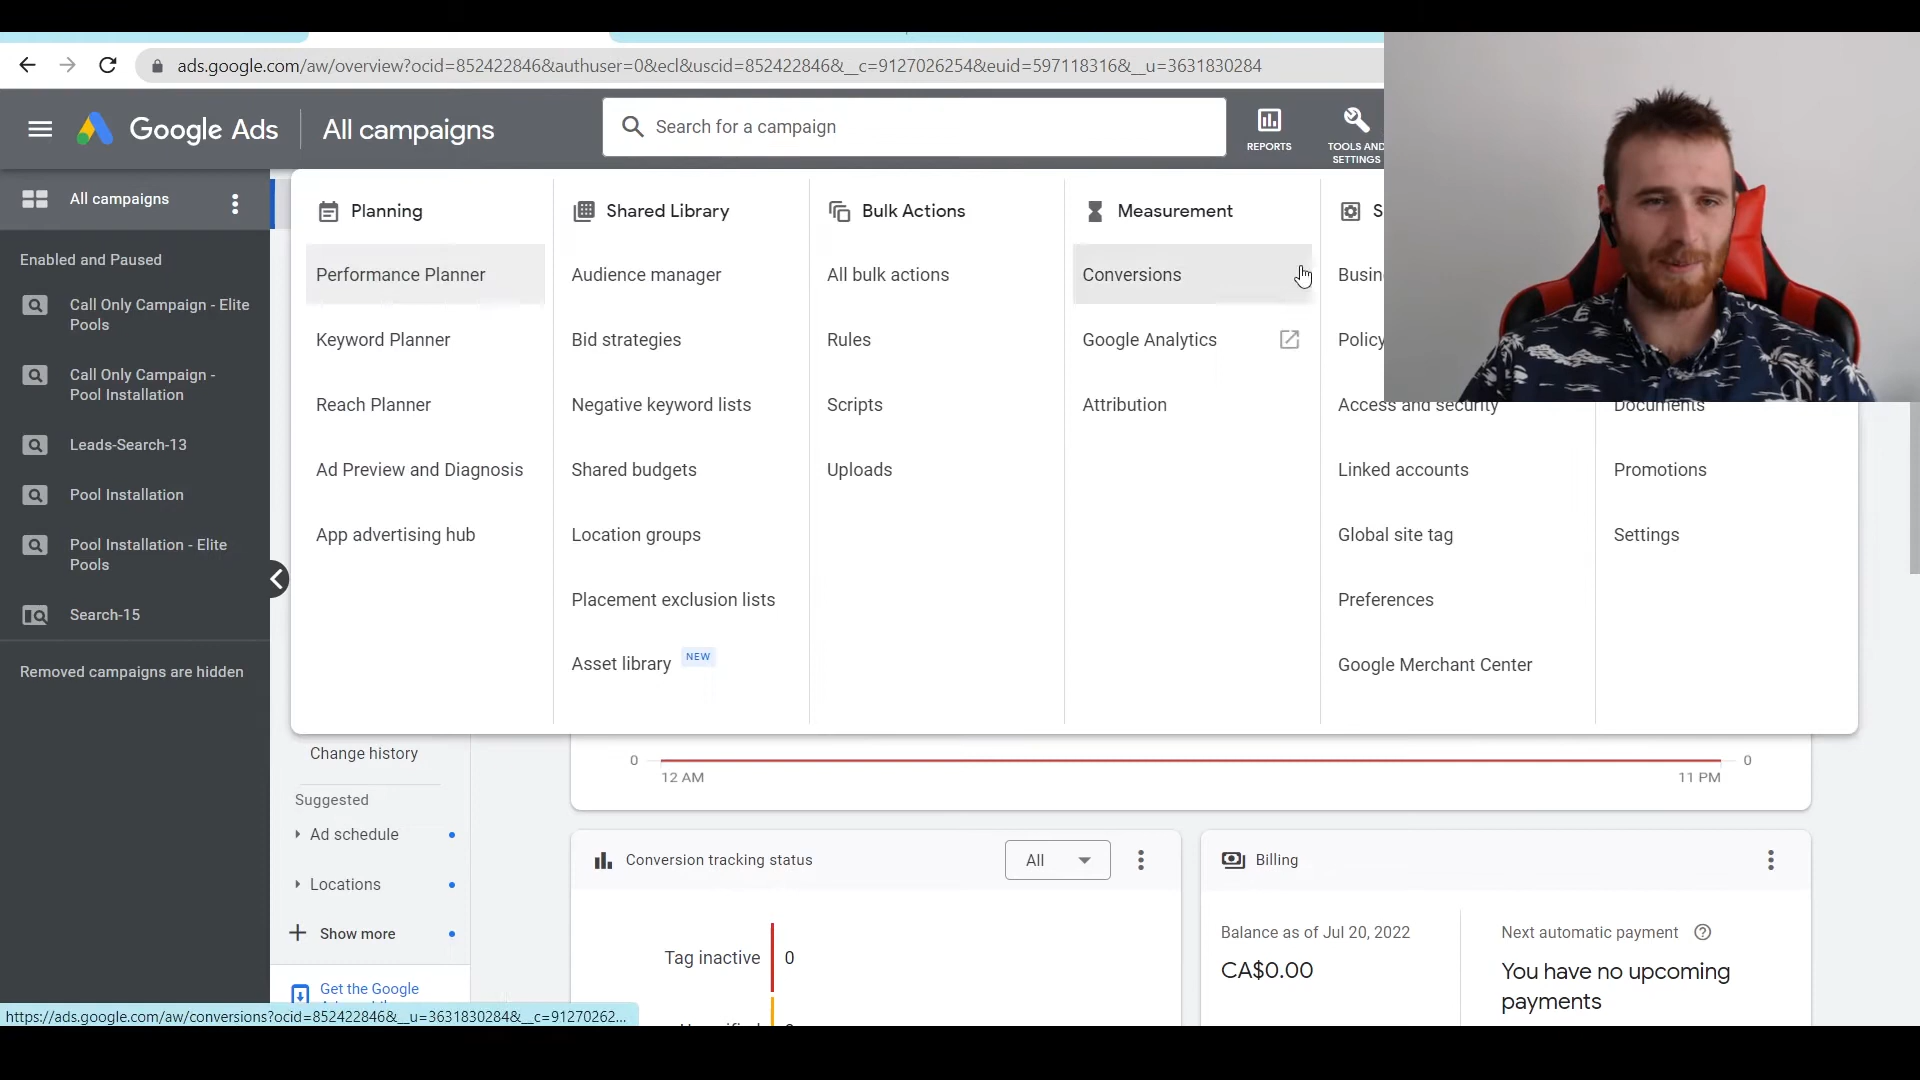 ads.google.com/aw/overview?ocid=852422846&authuser=0&ecl&uscid=852422846&__c=9127026254&euid=597118316&__u=3631830284
Google Ads
All campaigns
Search for a campaign
REPORTS
TOOLS AND
SETTINGS
All campaigns
Enabled and Paused
Call Only Campaign - Elite
Pools
Call Only Campaign -
Pool Installation
Leads-Search-13
Pool Installation
Pool Installation - Elite
Pools
Search-15
Removed campaigns are hidden
Planning
Performance Planner
Keyword Planner
Reach Planner
Ad Preview and Diagnosis
App advertising hub
Shared Library
Audience manager
Bid strategies
Negative keyword lists
Shared budgets
Location groups
Placement exclusion lists
Asset library NEW
Bulk Actions
All bulk actions
Rules
Scripts
Uploads
Measurement
Conversions
Google Analytics
Attribution
S
Busin
Policy
Access and security
Linked accounts
Global site tag
Preferences
Google Merchant Center
Documents
Promotions
Settings
Change history
Suggested
Ad schedule
Locations
Show more
Get the Google
0
0
12 AM
11 PM
Conversion tracking status
All
Tag inactive 0
Billing
Balance as of Jul 20, 2022
CA$0.00
Next automatic payment
You have no upcoming
payments
https://ads.google.com/aw/conversions?ocid=852422846&__u=3631830284&__c=91270262...